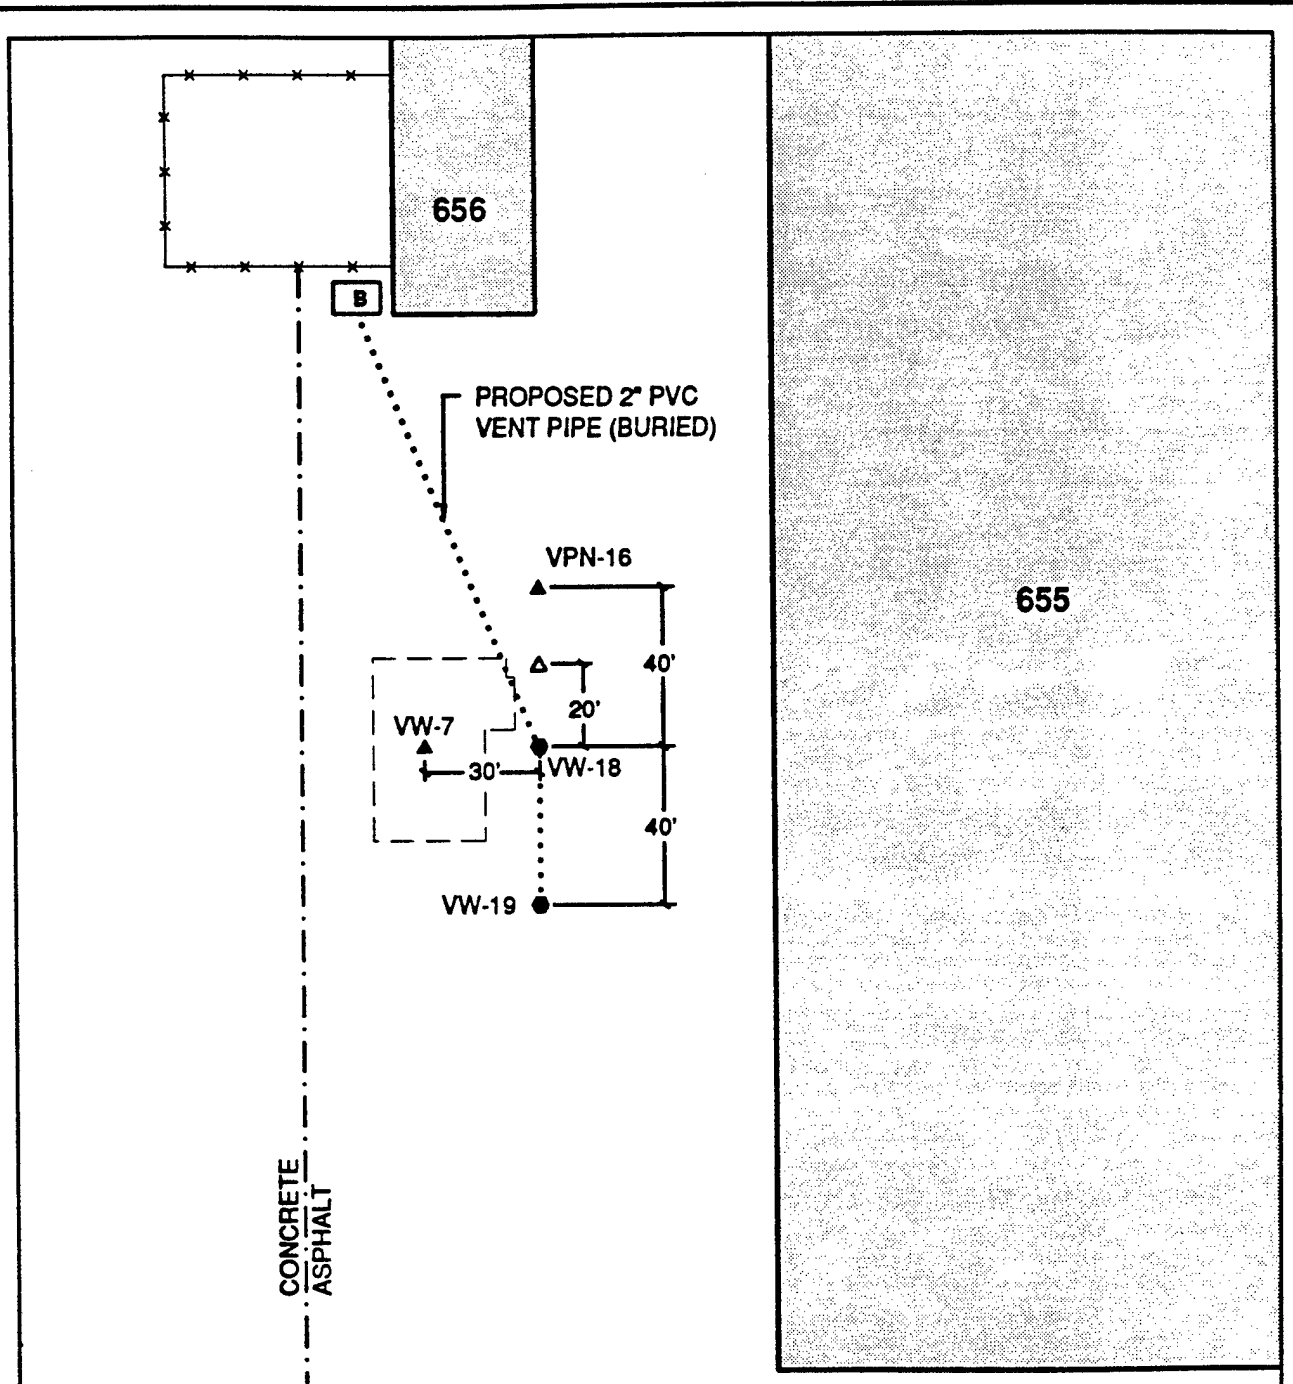 656
B
PROPOSED 2" PVC
VENT PIPE (BURIED)
VPN-16
655
40'
20'
VW-7
30'
VW-18
40'
VW-19
CONCRETE
ASPHALT